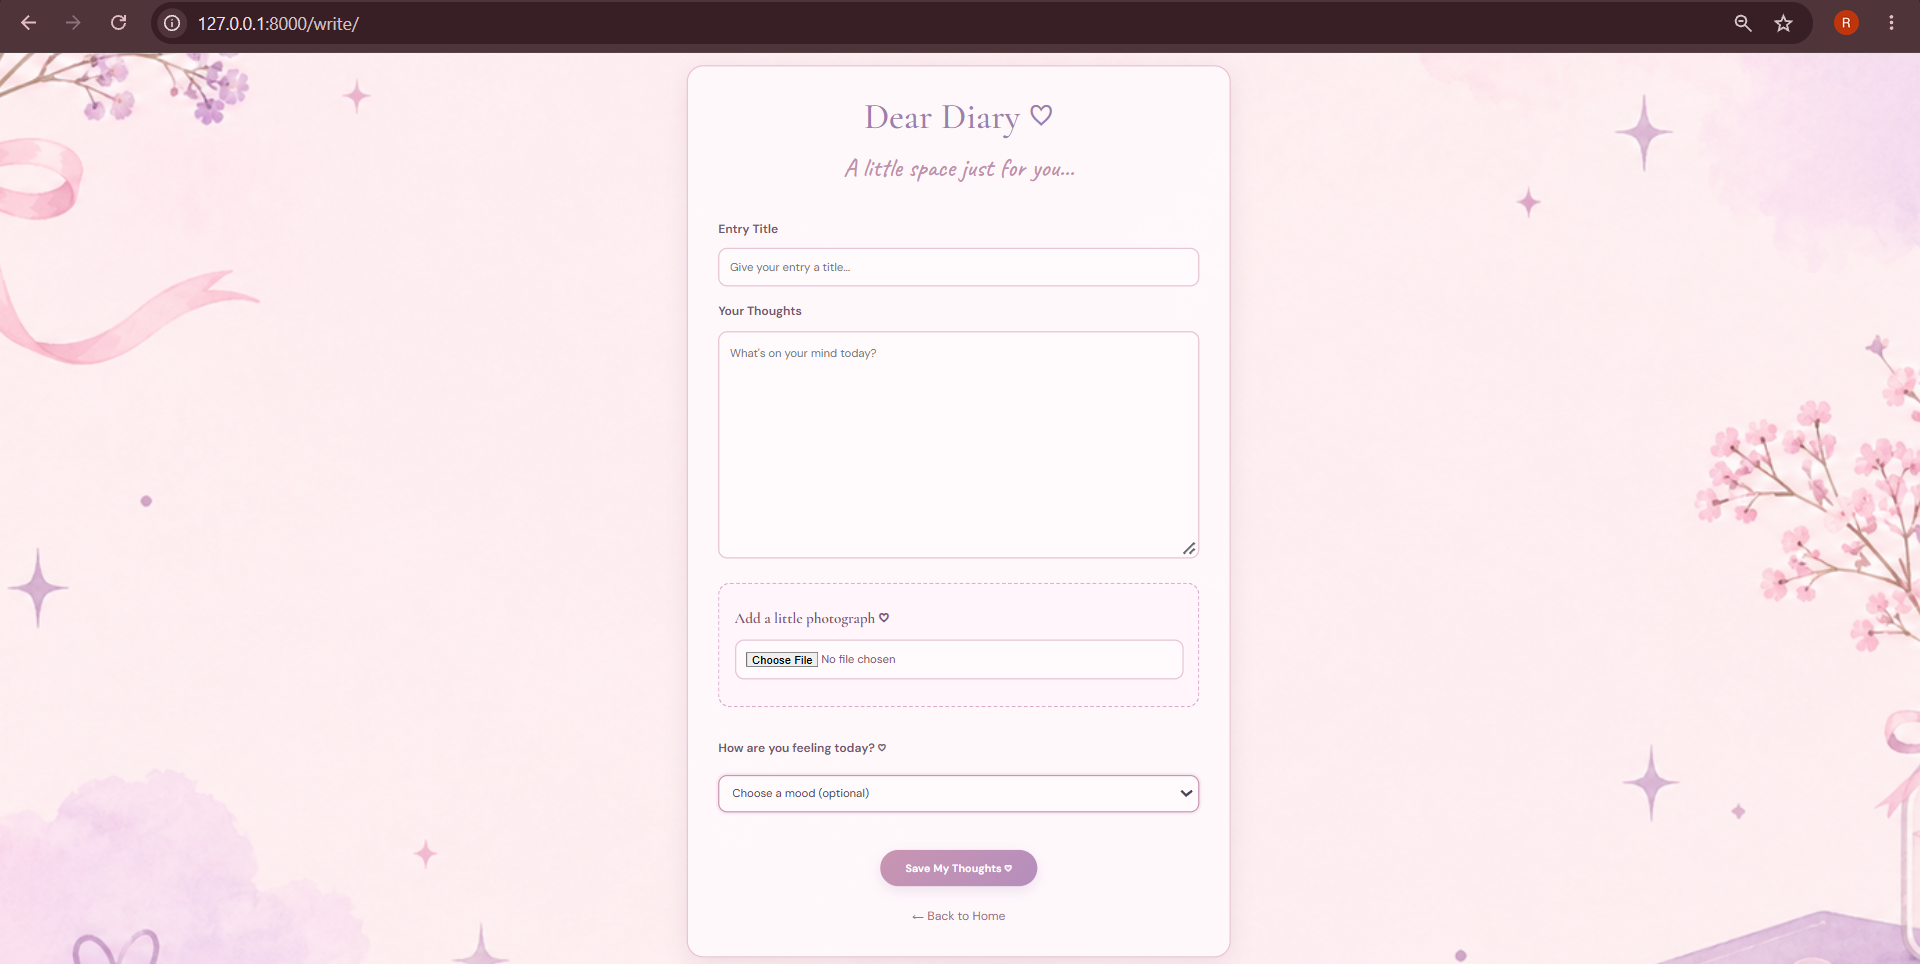 127.0.0.1:8000/write/
R
Dear Diary ♡
A little space just for you...
Entry Title
Give your entry a title...
Your Thoughts
What's on your mind today?
Add a little photograph ♡
Choose File No file chosen
How are you feeling today? ♡
Choose a mood (optional)
Save My Thoughts ♡
← Back to Home